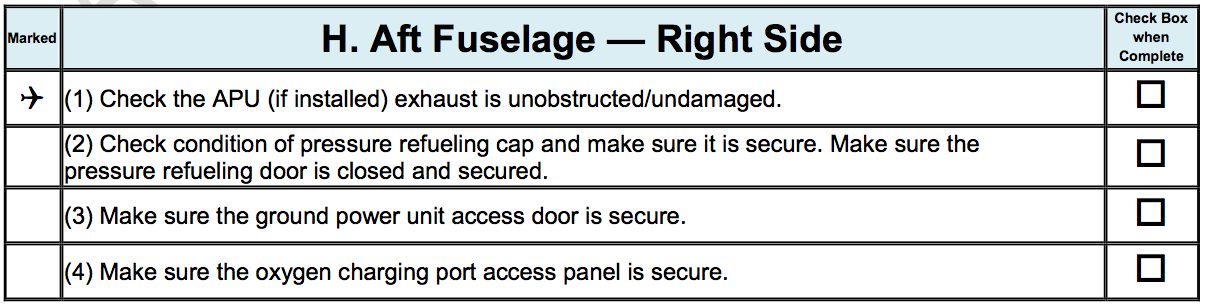 Marked
H. Aft Fuselage — Right Side
Check Box
when
Complete
✈ (1) Check the APU (if installed) exhaust is unobstructed/undamaged. ☐
(2) Check condition of pressure refueling cap and make sure it is secure. Make sure the
pressure refueling door is closed and secured. ☐
(3) Make sure the ground power unit access door is secure. ☐
(4) Make sure the oxygen charging port access panel is secure. ☐